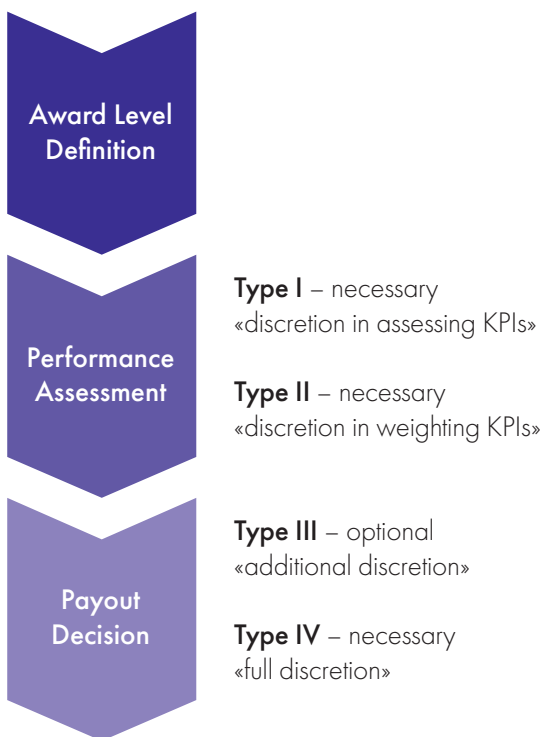 Award Level
Definition
Performance
Assessment
Type I – necessary
«discretion in assessing KPIs»
Type II – necessary
«discretion in weighting KPIs»
Payout
Decision
Type III – optional
«additional discretion»
Type IV – necessary
«full discretion»